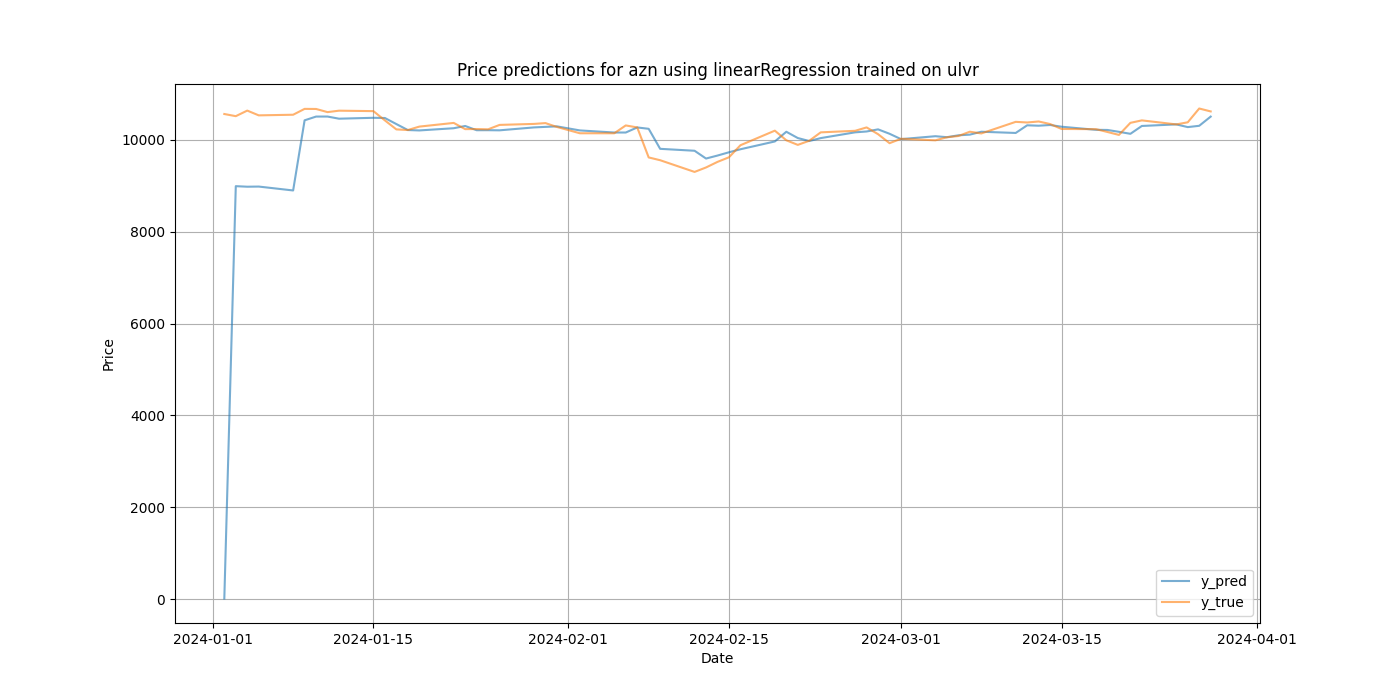 Price predictions for azn using linearRegression trained on ulvr
10000
8000
6000
4000
2000
0
Price
2024-01-01 2024-01-15 2024-02-01 2024-02-15 2024-03-01 2024-03-15 2024-04-01
Date
y_pred
y_true